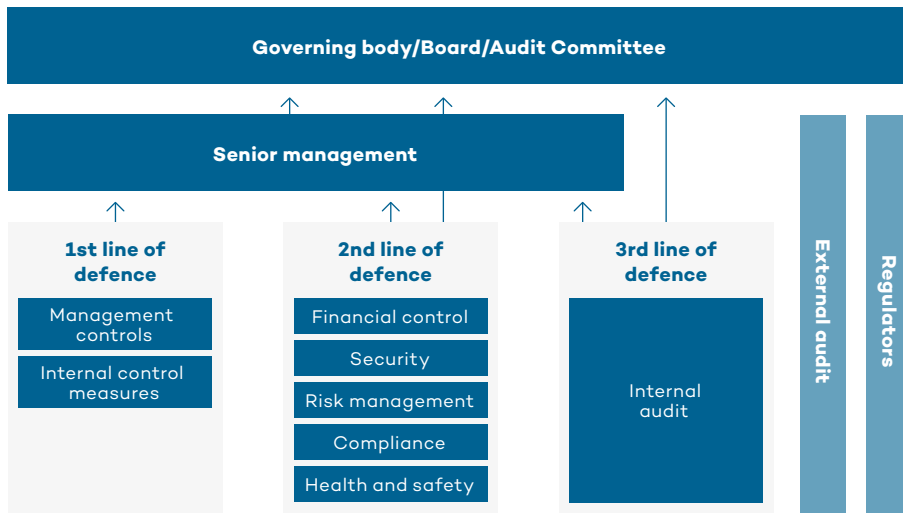 Governing body/Board/Audit Committee
Senior management
1st line of
defence
Management
controls
Internal control
measures
2nd line of
defence
Financial control
Security
Risk management
Compliance
Health and safety
3rd line of
defence
Internal
audit
External audit
Regulators